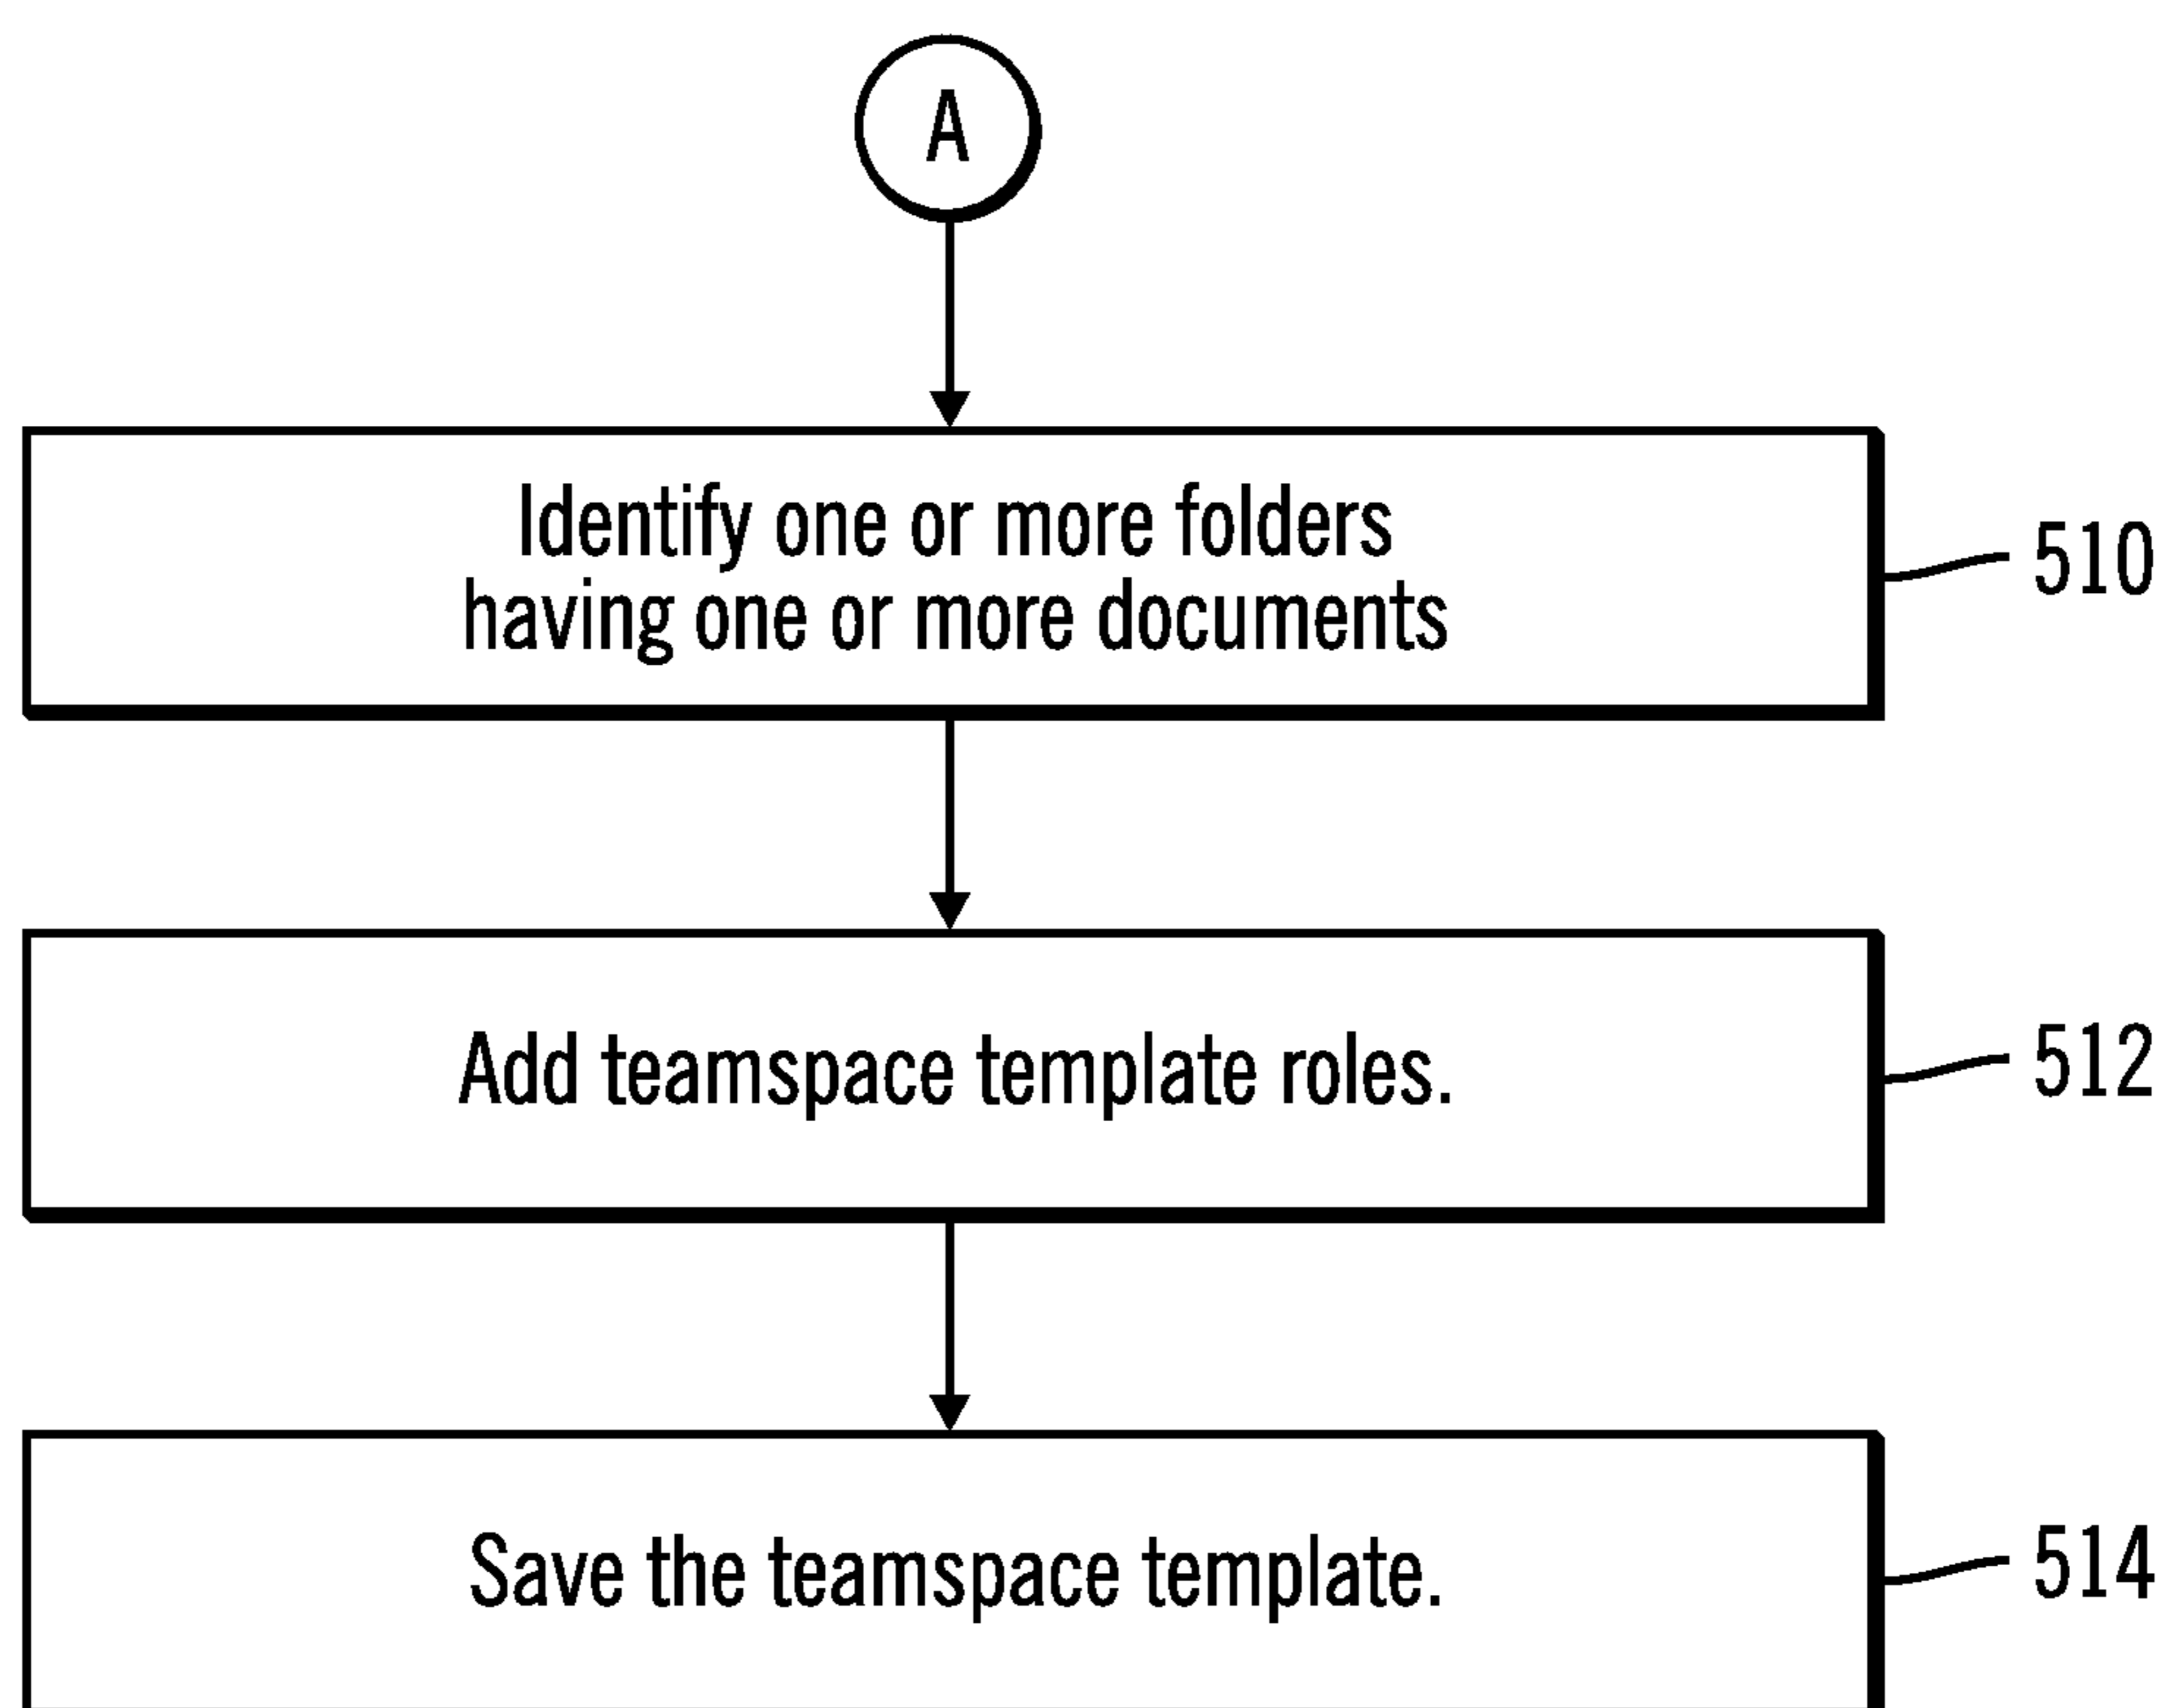 A
Identify one or more folders
having one or more documents
510
Add teamspace template roles.
512
Save the teamspace template.
514